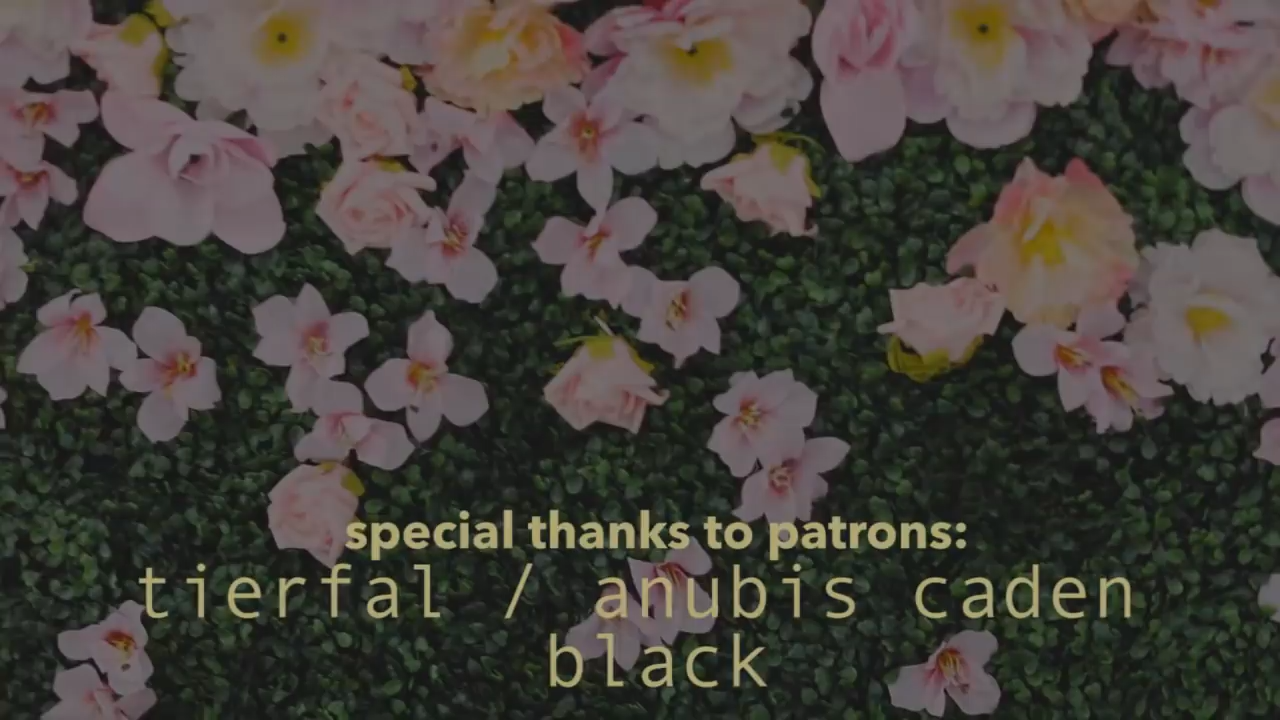 special thanks to patrons:
tierfal / anubis caden
black